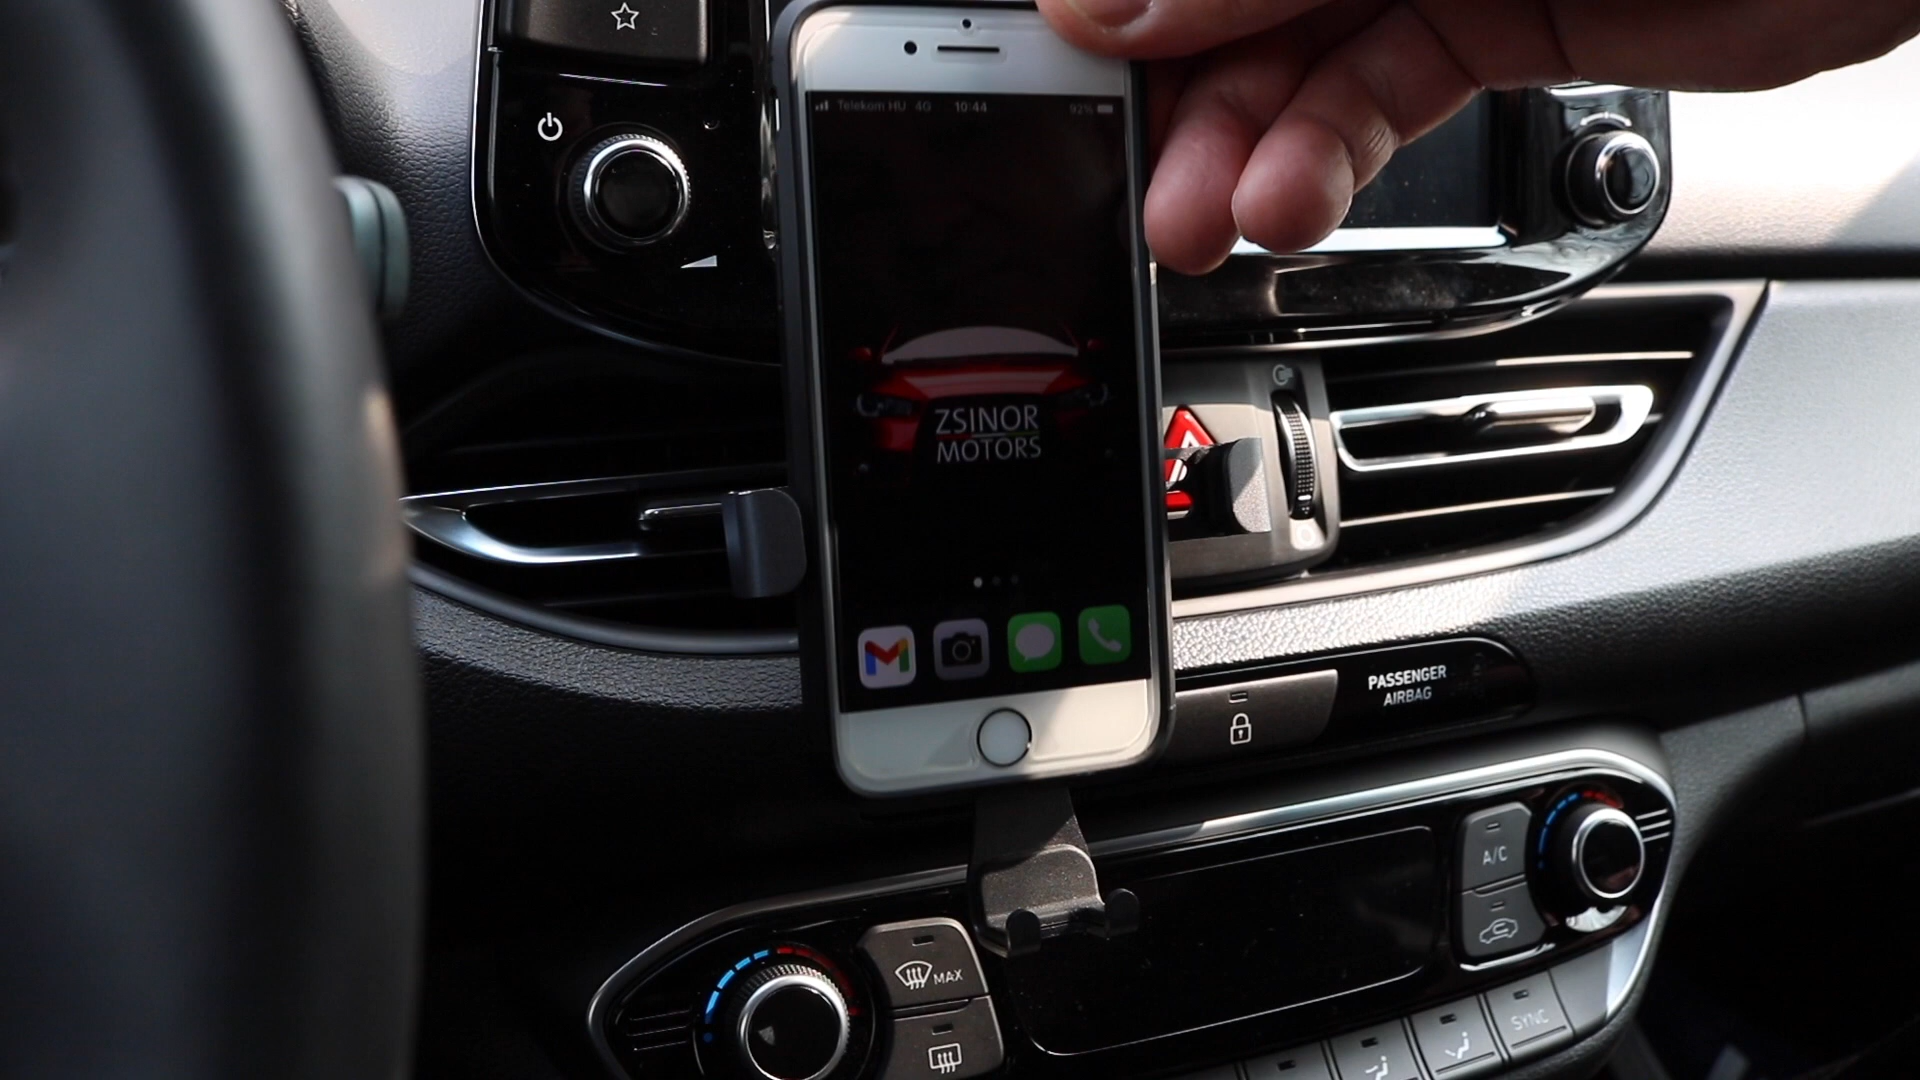 Telekom HU 4G 10:44 92%
ZSINOR
MOTORS
PASSENGER
AIRBAG
A/C
MAX
SYNC